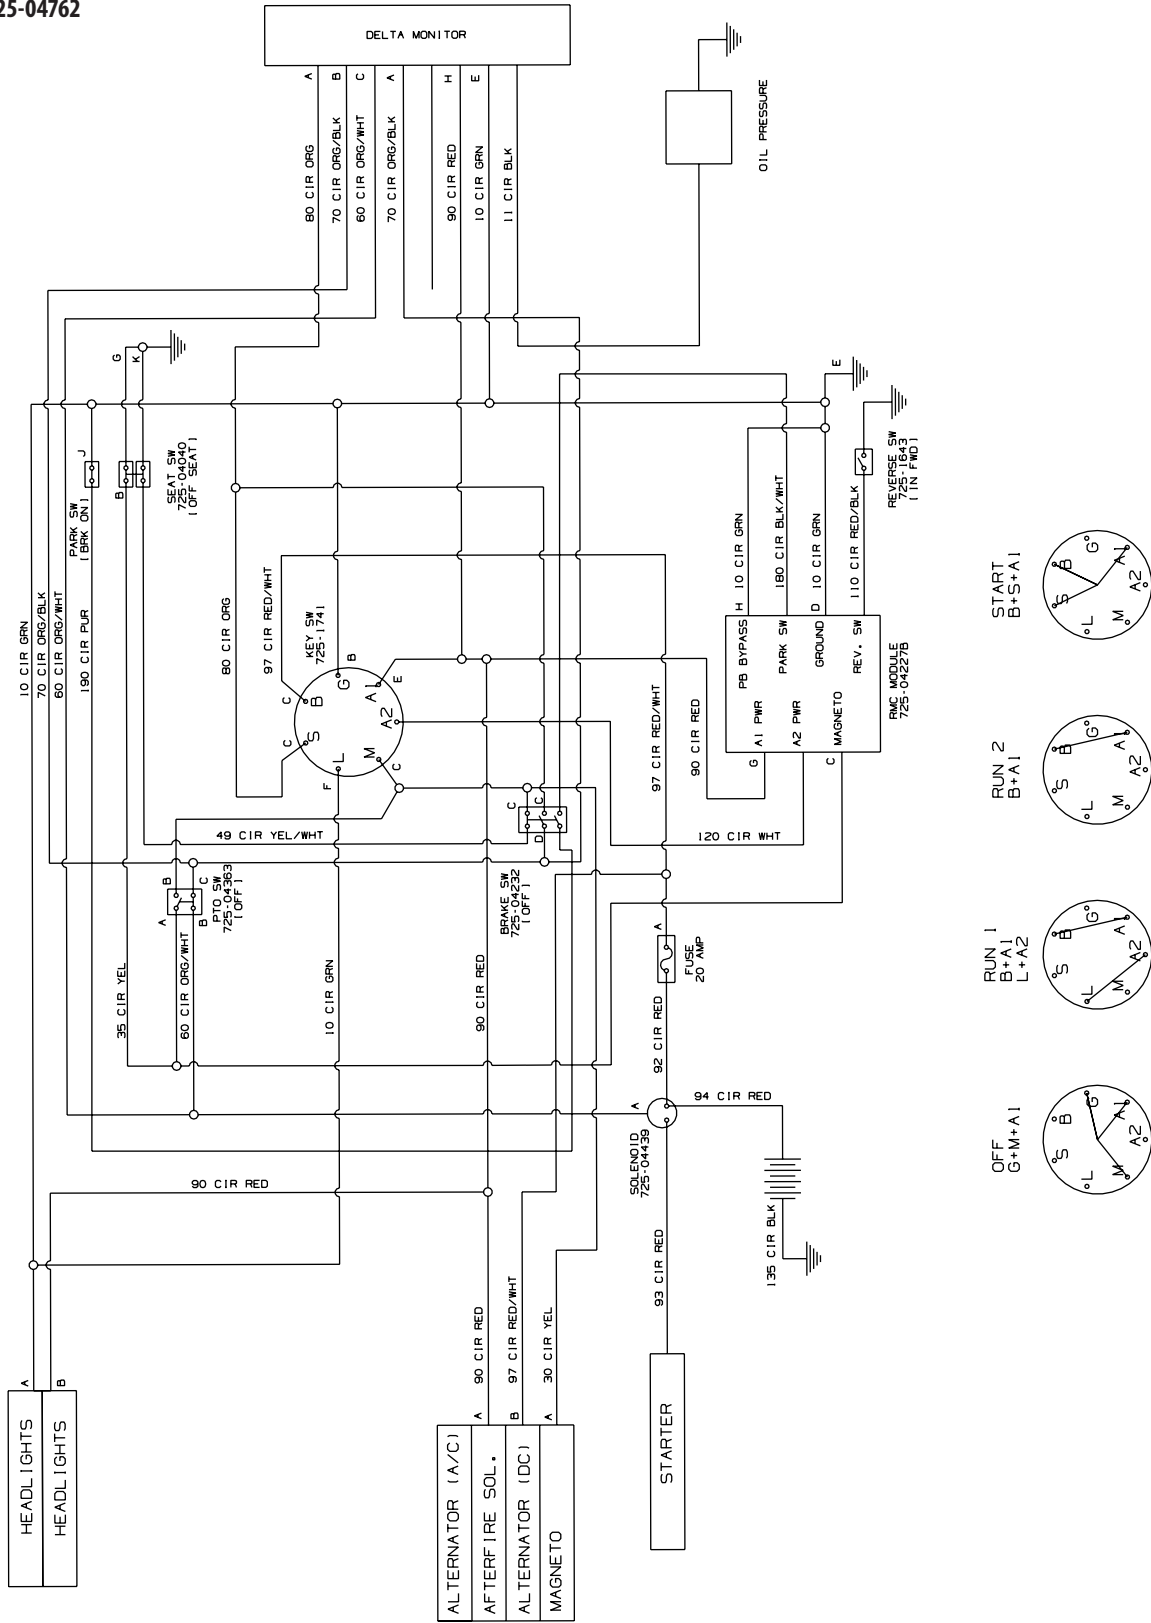 25-04762
DELTA MONITOR
A
B
C
A
H
E
80 CIR ORG
70 CIR ORG/BLK
60 CIR ORG/WHT
70 CIR ORG/BLK
90 CIR RED
10 CIR GRN
11 CIR BLK
OIL PRESSURE
G
K
J
B
SEAT SW
725-04040
[ OFF SEAT ]
PARK SW
[ BRK ON ]
10 CIR GRN
70 CIR ORG/BLK
60 CIR ORG/WHT
190 CIR PUR
80 CIR ORG
97 CIR RED/WHT
KEY SW
725-1741
B
C
C
E
F
C
B
G
A1
A2
M
L
S
E
REVERSE SW
725-1643
[ IN FWD ]
10 CIR GRN
180 CIR BLK/WHT
10 CIR GRN
110 CIR RED/BLK
H
D
PB BYPASS
PARK SW
GROUND
REV. SW
A1 PWR
A2 PWR
MAGNETO
G
C
RMC MODULE
725-04227B
97 CIR RED/WHT
90 CIR RED
120 CIR WHT
49 CIR YEL/WHT
B
C
A
B
PTO SW
725-04363
[ OFF ]
C
C
D
BRAKE SW
725-04232
[ OFF ]
A
FUSE
20 AMP
35 CIR YEL
60 CIR ORG/WHT
10 CIR GRN
90 CIR RED
92 CIR RED
94 CIR RED
A
SOLENOID
725-04439
90 CIR RED
135 CIR BLK
93 CIR RED
90 CIR RED
97 CIR RED/WHT
30 CIR YEL
A
B
HEADLIGHTS
HEADLIGHTS
A
B
A
ALTERNATOR (A/C)
AFTERFIRE SOL.
ALTERNATOR (DC)
MAGNETO
STARTER
START
B+S+A1
S
B
G
A1
A2
M
L
RUN 2
B+A1
S
B
G
A1
A2
M
L
RUN 1
B+A1
L+A2
S
B
G
A1
A2
M
L
OFF
G+M+A1
S
B
G
A1
A2
M
L